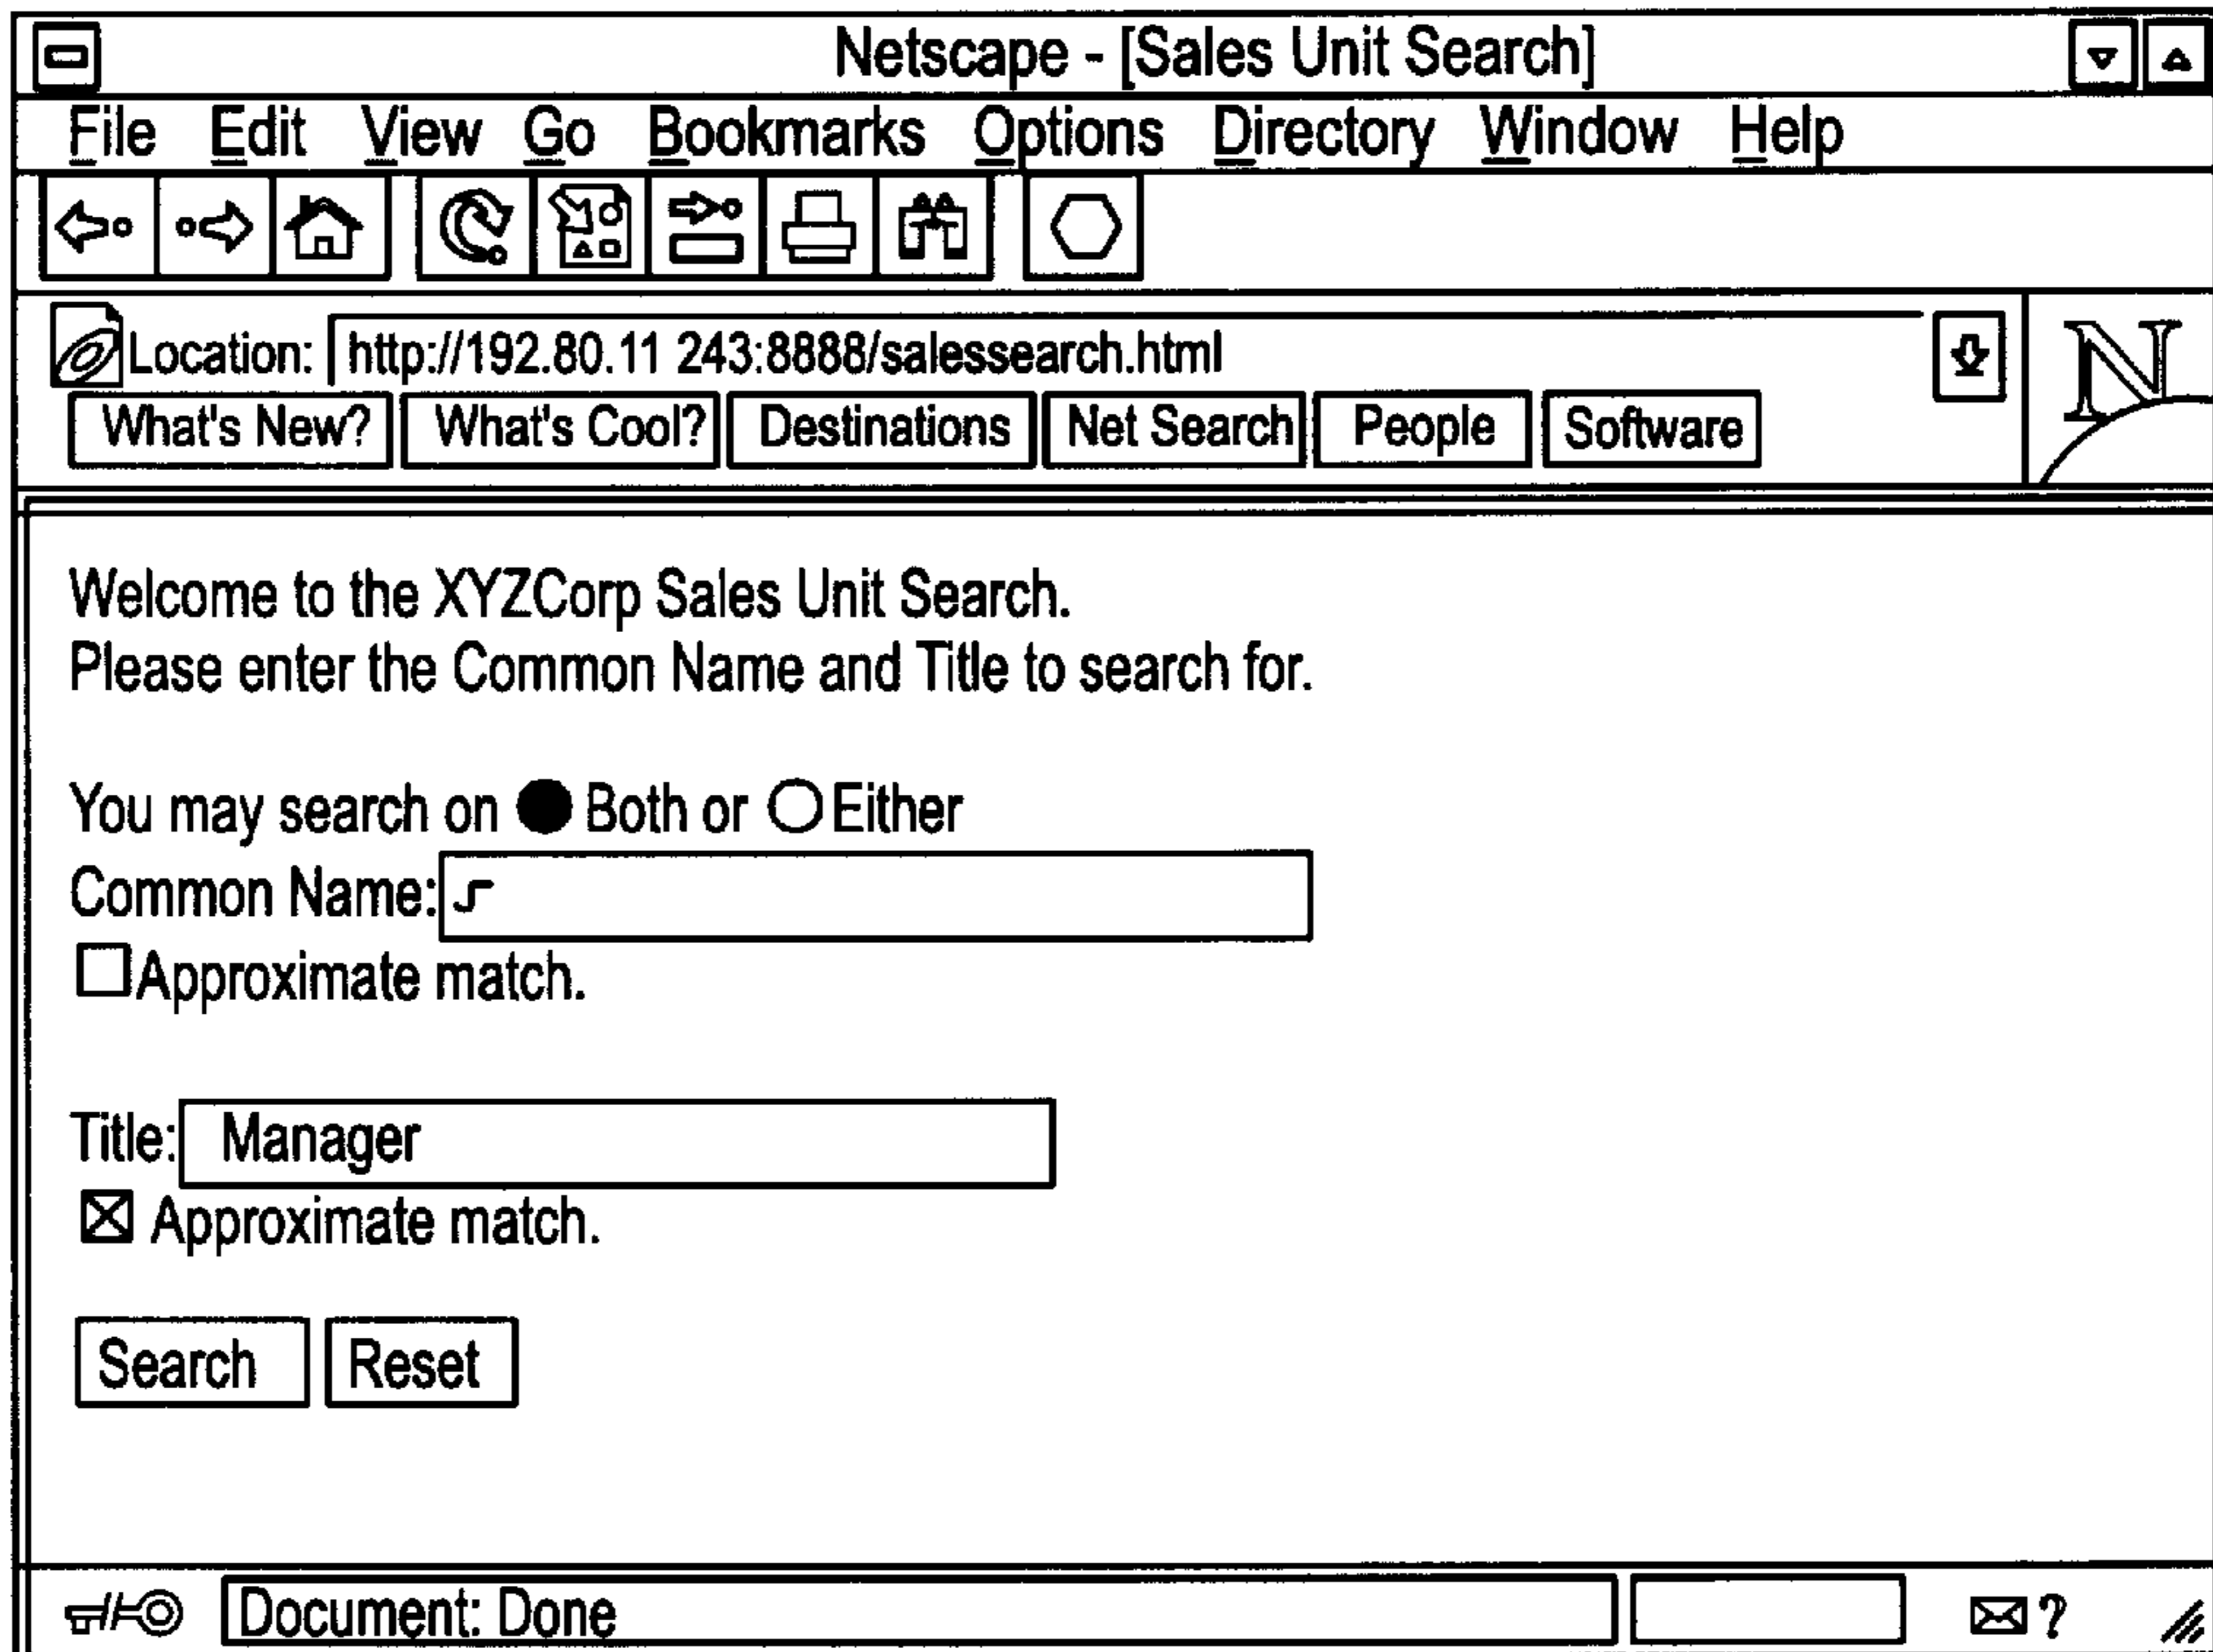 Netscape - [Sales Unit Search]
File Edit View Go Bookmarks Options Directory Window Help
Location: http://192.80.11 243:8888/salessearch.html
N
What's New? What's Cool? Destinations Net Search People Software
Welcome to the XYZCorp Sales Unit Search.
Please enter the Common Name and Title to search for.
You may search on Both or Either
Common Name:
Approximate match.
Title: Manager
Approximate match.
Search Reset
Document: Done
?